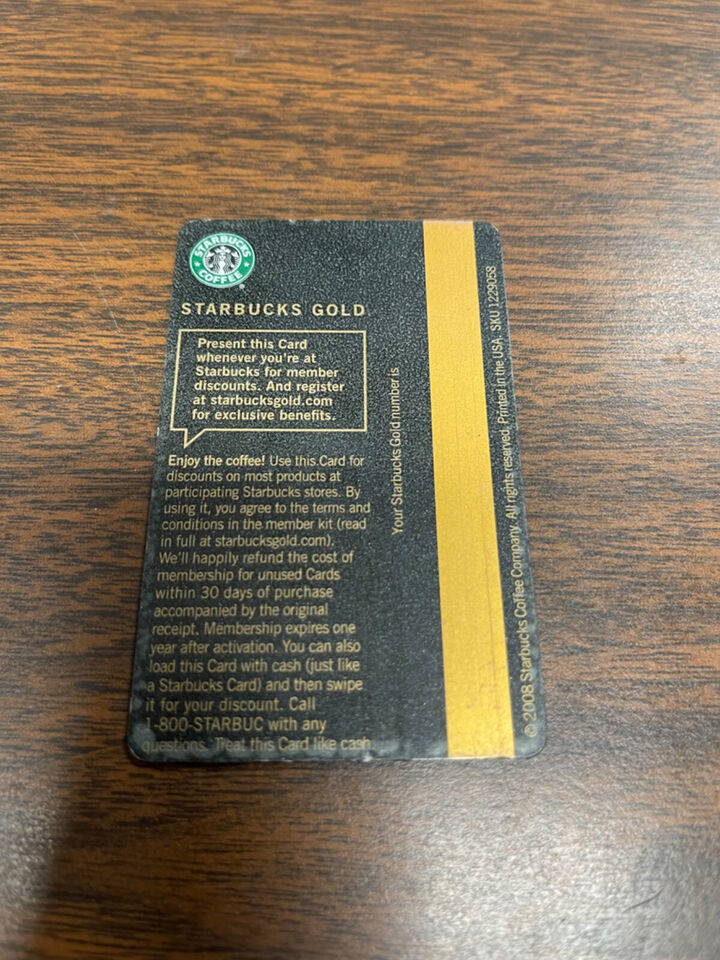 STARBUCKS
COFFEE
STARBUCKS GOLD
Present this Card
whenever you're at
Starbucks for member
discounts. And register
at starbucksgold.com
for exclusive benefits.
Enjoy the coffee! Use this Card for
discounts on most products at
participating Starbucks stores. By
using it, you agree to the terms and
conditions in the member kit (read
in full at starbucksgold.com).
We'll happily refund the cost of
membership for unused Cards
within 30 days of purchase
accompanied by the original
receipt. Membership expires one
year after activation. You can also
load this Card with cash (just like
a Starbucks Card) and then swipe
it for your discount. Call
1-800-STARBUC with any
questions. Treat this Card like cash.
Your Starbucks Gold number is
© 2008 Starbucks Coffee Company. All rights reserved. Printed in the USA. SKU 1229058